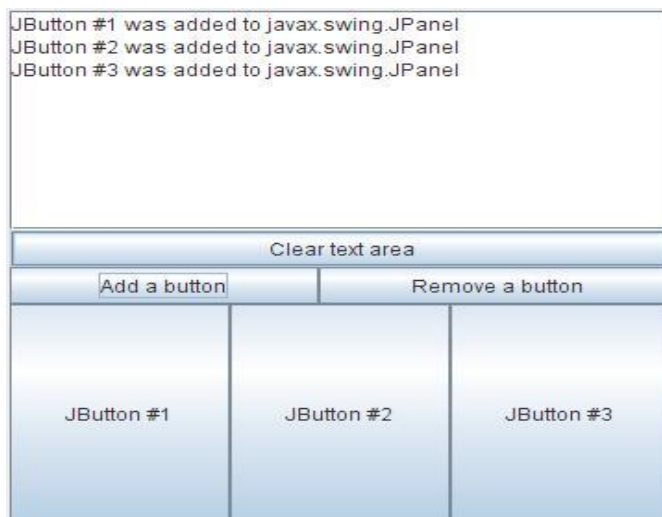 JButton #1 was added to javax.swing.JPanel
JButton #2 was added to javax.swing.JPanel
JButton #3 was added to javax.swing.JPanel
Clear text area
Add a button Remove a button
JButton #1 JButton #2 JButton #3